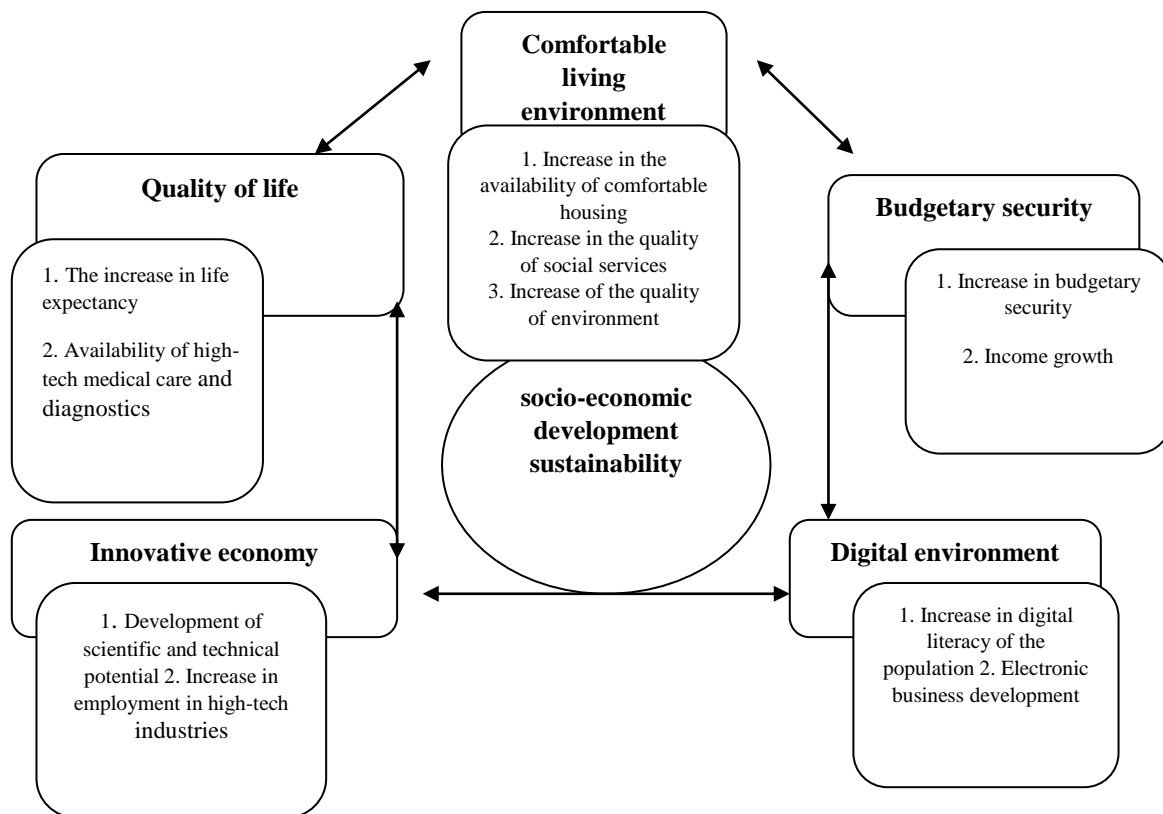 Comfortable
living
environment
1. Increase in the
availability of comfortable
housing
2. Increase in the quality
of social services
3. Increase of the quality
of environment
Quality of life
1. The increase in life
expectancy
2. Availability of high-
tech medical care and
diagnostics
Budgetary security
1. Increase in budgetary
security
2. Income growth
socio-economic
development
sustainability
Innovative economy
1. Development of
scientific and technical
potential 2. Increase in
employment in high-tech
industries
Digital environment
1. Increase in digital
literacy of the
population 2. Electronic
business development